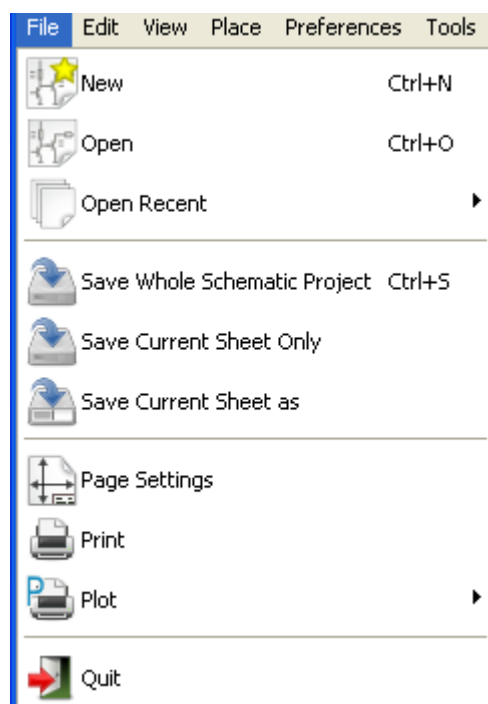 File Edit View Place Preferences Tools
New Ctrl+N
Open Ctrl+O
Open Recent
Save Whole Schematic Project Ctrl+S
Save Current Sheet Only
Save Current Sheet as
Page Settings
Print
P
Plot
Quit